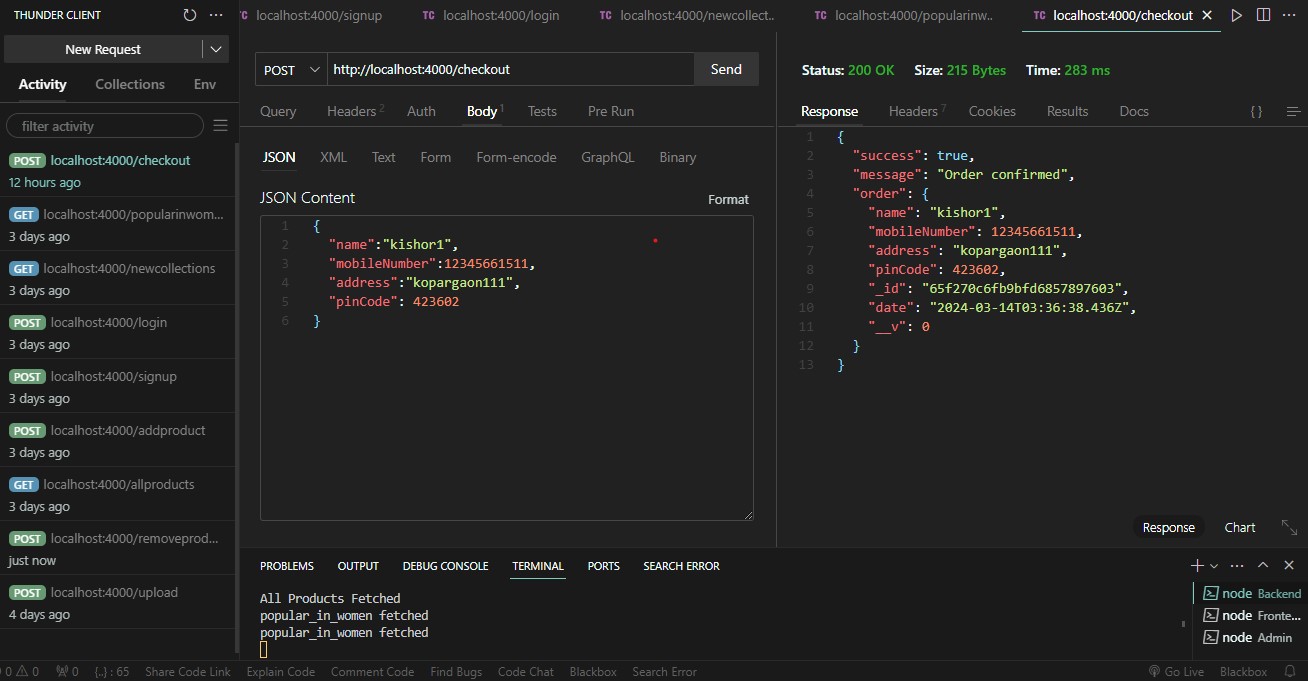 THUNDER CLIENT
New Request
Activity Collections Env
filter activity
POST localhost:4000/checkout
12 hours ago
GET localhost:4000/popularinwom...
3 days ago
GET localhost:4000/newcollections
3 days ago
POST localhost:4000/login
3 days ago
POST localhost:4000/signup
3 days ago
POST localhost:4000/addproduct
3 days ago
GET localhost:4000/allproducts
3 days ago
POST localhost:4000/removeprod...
just now
POST localhost:4000/upload
4 days ago
TC localhost:4000/signup TC localhost:4000/login TC localhost:4000/newcollect.. TC localhost:4000/popularinw.. TC localhost:4000/checkout
POST http://localhost:4000/checkout Send
Query Headers 2 Auth Body 1 Tests Pre Run
JSON XML Text Form Form-encode GraphQL Binary
JSON Content Format
1 {
2 "name":"kishor1",
3 "mobileNumber":12345661511,
4 "address":"kopargaon111",
5 "pinCode": 423602
6 }
Status: 200 OK Size: 215 Bytes Time: 283 ms
Response Headers 7 Cookies Results Docs {}
1 {
2 "success": true,
3 "message": "Order confirmed",
4 "order": {
5 "name": "kishor1",
6 "mobileNumber": 12345661511,
7 "address": "kopargaon111",
8 "pinCode": 423602,
9 "_id": "65f270c6fb9bfd6857897603",
10 "date": "2024-03-14T03:36:38.436Z",
11 "__v": 0
12 }
13 }
Response Chart
PROBLEMS OUTPUT DEBUG CONSOLE TERMINAL PORTS SEARCH ERROR
All Products Fetched
popular_in_women fetched
popular_in_women fetched
node Backend
node Fronte...
node Admin
0 0 0 {..} : 65 Share Code Link Explain Code Comment Code Find Bugs Code Chat Blackbox Search Error Go Live Blackbox